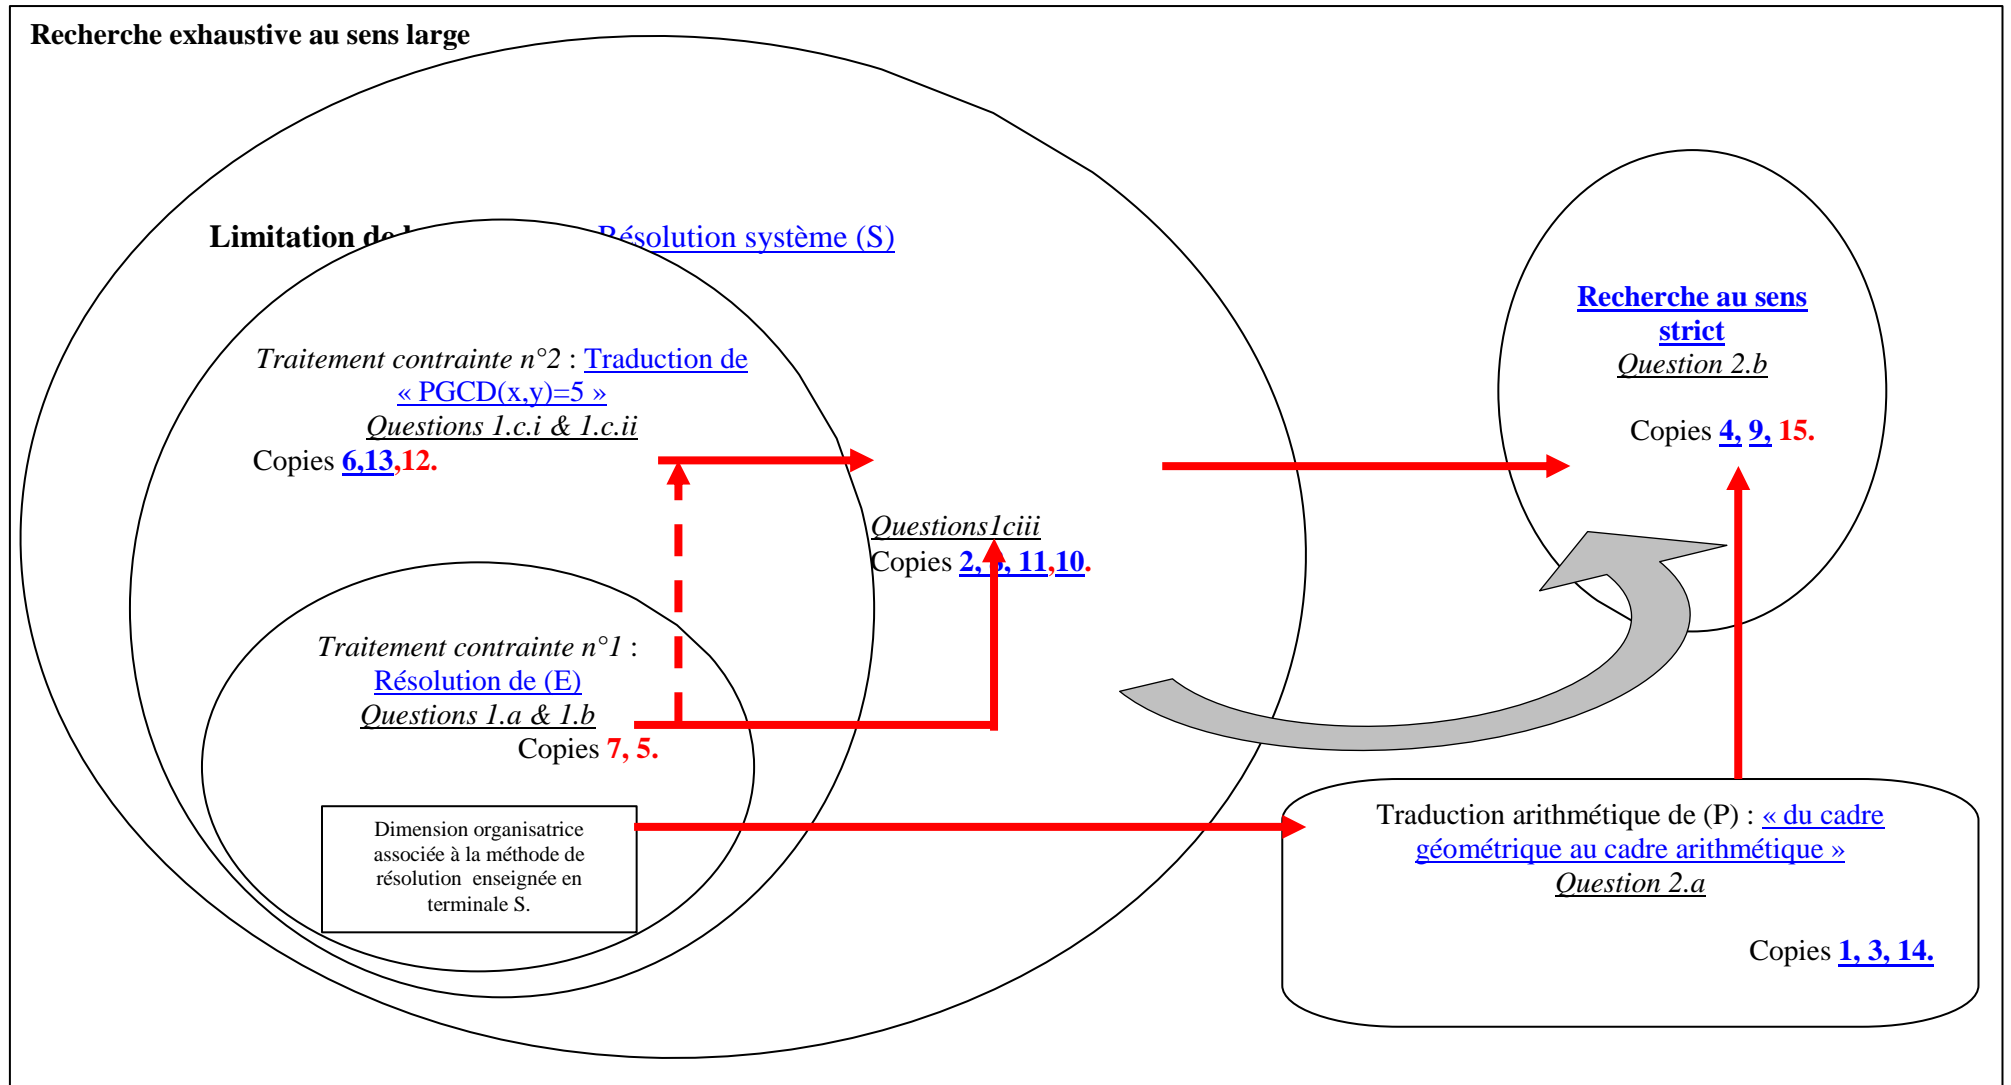 Recherche exhaustive au sens large
Limitation de
Résolution système (S)
Traitement contrainte n°2 : Traduction de
« PGCD(x,y)=5 »
Questions 1.c.i & 1.c.ii
Copies 6,13,12.
Questions1ciii
Copies 2, 11,10.
Traitement contrainte n°1 :
Résolution de (E)
Questions 1.a & 1.b
Copies 7, 5.
Dimension organisatrice
associée à la méthode de
résolution enseignée en
terminale S.
Recherche au sens
strict
Question 2.b
Copies 4, 9, 15.
Traduction arithmétique de (P) : « du cadre
géométrique au cadre arithmétique »
Question 2.a
Copies 1, 3, 14.